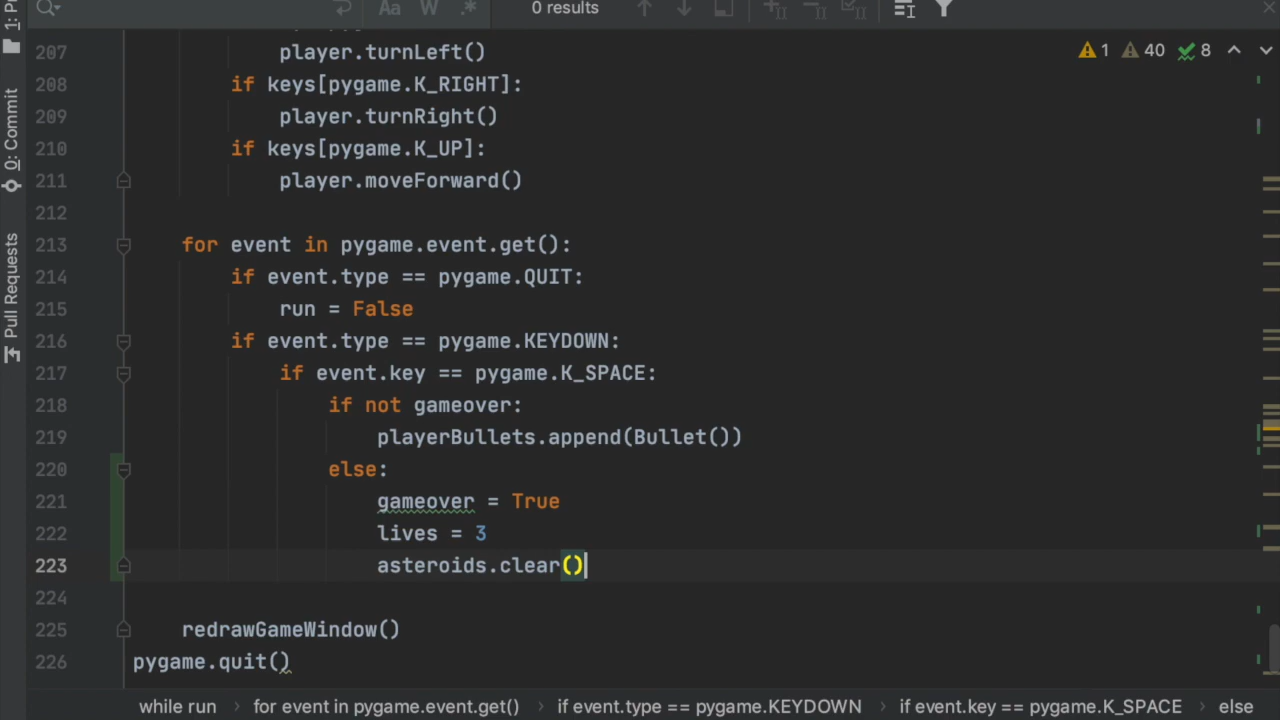 Aa W .* 0 results
1: P
0: Commit
Pull Requests
1 40 8
207 player.turnLeft()
208 if keys[pygame.K_RIGHT]:
209 player.turnRight()
210 if keys[pygame.K_UP]:
211 player.moveForward()
212
213 for event in pygame.event.get():
214 if event.type == pygame.QUIT:
215 run = False
216 if event.type == pygame.KEYDOWN:
217 if event.key == pygame.K_SPACE:
218 if not gameover:
219 playerBullets.append(Bullet())
220 else:
221 gameover = True
222 lives = 3
223 asteroids.clear()
224
225 redrawGameWindow()
226 pygame.quit()
while run › for event in pygame.event.get() › if event.type == pygame.KEYDOWN › if event.key == pygame.K_SPACE › else